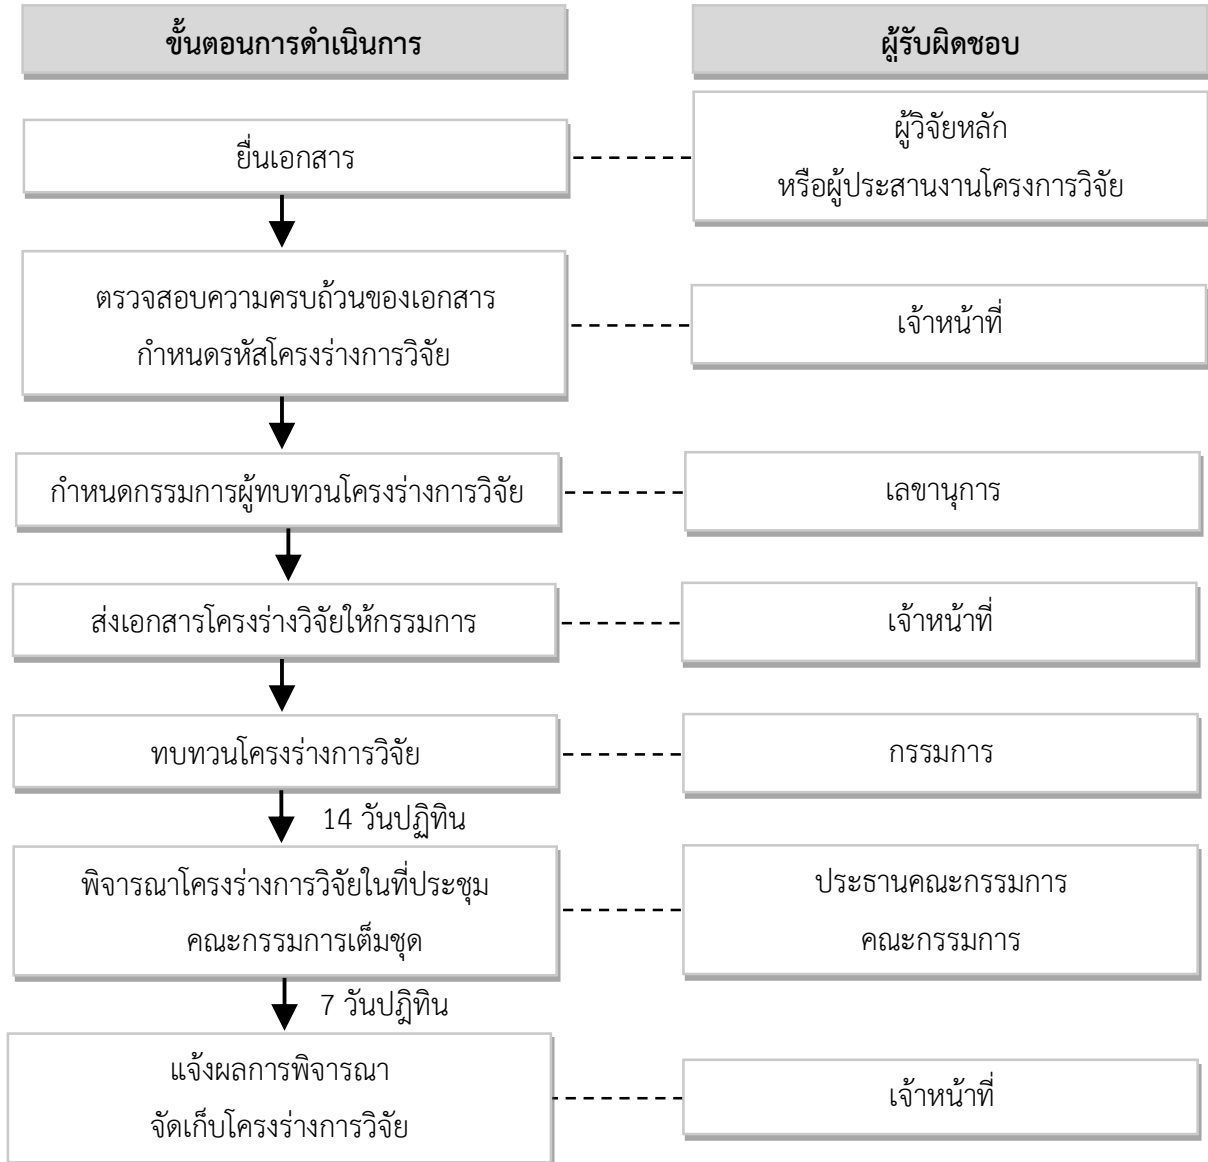 ขั้นตอนการดำเนินการ
ผู้รับผิดชอบ
ยื่นเอกสาร
ผู้วิจัยหลัก
หรือผู้ประสานงานโครงการวิจัย
ตรวจสอบความครบถ้วนของเอกสาร
กำหนดรหัสโครงร่างการวิจัย
เจ้าหน้าที่
กำหนดกรรมการผู้ทบทวนโครงร่างการวิจัย
เลขานุการ
ส่งเอกสารโครงร่างวิจัยให้กรรมการ
เจ้าหน้าที่
ทบทวนโครงร่างการวิจัย
กรรมการ
14 วันปฏิทิน
พิจารณาโครงร่างการวิจัยในที่ประชุม
คณะกรรมการเต็มชุด
ประธานคณะกรรมการ
คณะกรรมการ
7 วันปฏิทิน
แจ้งผลการพิจารณา
จัดเก็บโครงร่างการวิจัย
เจ้าหน้าที่